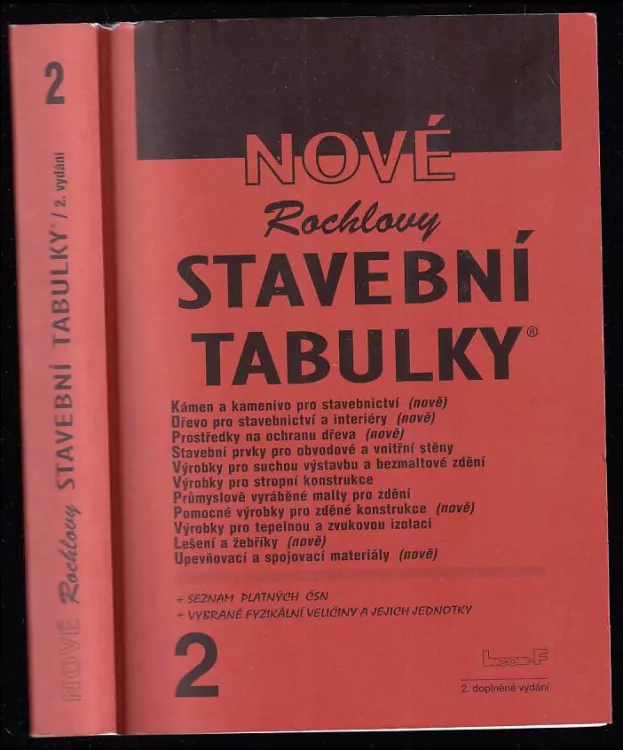 2
NOVÉ Rochlovy STAVEBNÍ TABULKY® / 2. vydání
NOVÉ
Rochlovy
STAVEBNÍ
TABULKY®
Kámen a kamenivo pro stavebnictví (nově)
Dřevo pro stavebnictví a interiéry (nově)
Prostředky na ochranu dřeva (nově)
Stavební prvky pro obvodové a vnitřní stěny
Výrobky pro suchou výstavbu a bezmaltové zdění
Výrobky pro stropní konstrukce
Průmyslově vyráběné malty pro zdění
Pomocné výrobky pro zděné konstrukce (nově)
Výrobky pro tepelnou a zvukovou izolaci
Lešení a žebříky (nově)
Upevňovací a spojovací materiály (nově)
+ SEZNAM PLATNÝCH ČSN
+ VYBRANÉ FYZIKÁLNÍ VELIČINY A JEJICH JEDNOTKY
2
2. doplněné vydání